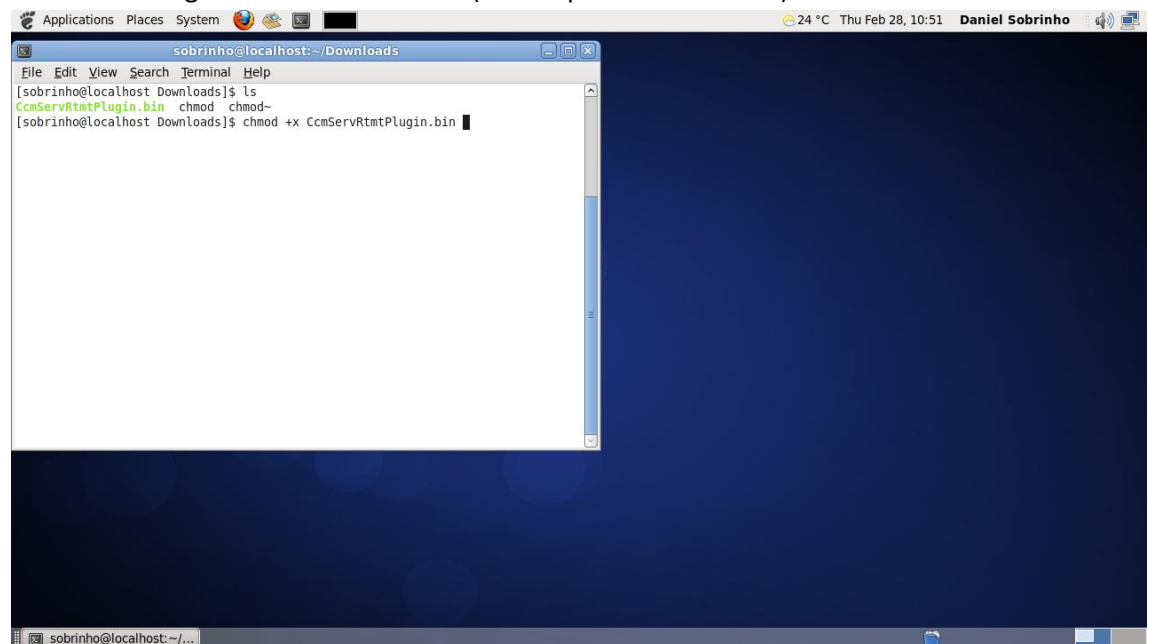 Applications Places System 24 °C Thu Feb 28, 10:51 Daniel Sobrinho
sobrinho@localhost:~/Downloads
File Edit View Search Terminal Help
[sobrinho@localhost Downloads]$ ls
CcmServRtmtPlugin.bin chmod chmod~
[sobrinho@localhost Downloads]$ chmod +x CcmServRtmtPlugin.bin
sobrinho@localhost:~/...